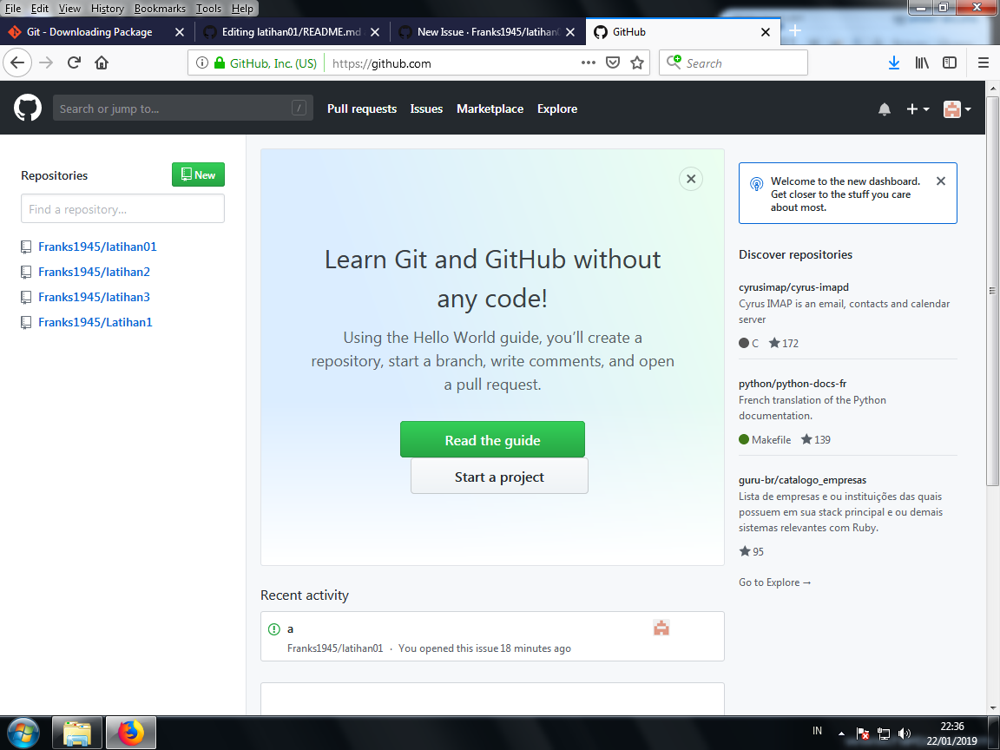 File Edit View History Bookmarks Tools Help
Git - Downloading Package
Editing latihan01/README.md
New Issue · Franks1945/latihan0
GitHub
GitHub, Inc. (US)
https://github.com
Search
Search or jump to...
/
Pull requests Issues Marketplace Explore
Repositories
New
Find a repository...
Franks1945/latihan01
Franks1945/latihan2
Franks1945/latihan3
Franks1945/Latihan1
Learn Git and GitHub without
any code!
Using the Hello World guide, you’ll create a
repository, start a branch, write comments, and open
a pull request.
Read the guide
Start a project
Recent activity
a
Franks1945/latihan01 · You opened this issue 18 minutes ago
Welcome to the new dashboard.
Get closer to the stuff you care
about most.
Discover repositories
cyrusimap/cyrus-imapd
Cyrus IMAP is an email, contacts and calendar
server
C 172
python/python-docs-fr
French translation of the Python
documentation.
Makefile 139
guru-br/catalogo_empresas
Lista de empresas e ou instituições das quais
possuem em sua stack principal e ou demais
sistemas relevantes com Ruby.
95
Go to Explore →
IN
22:36
22/01/2019